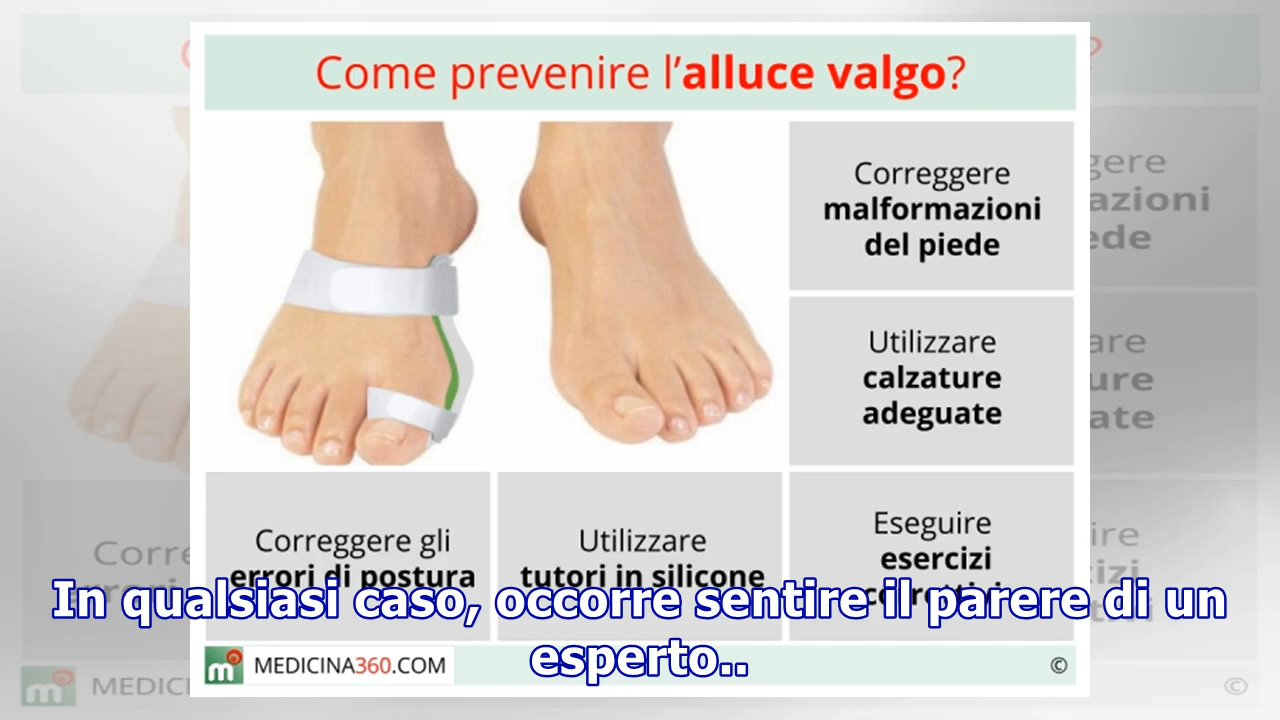 Come prevenire l'alluce valgo?
Correggere
malformazioni
del piede
Utilizzare
calzature
adeguate
Correggere gli
errori di postura
Utilizzare
tutori in silicone
Eseguire
esercizi
In qualsiasi caso, occorre sentire il parere di un
esperto..
MEDICINA360.COM
©